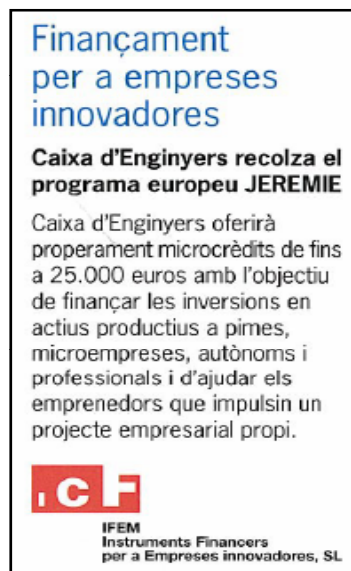 Finançament
per a empreses
innovadores
Caixa d'Enginyers recolza el
programa europeu JEREMIE
Caixa d'Enginyers oferirà
properament microcrèdits de fins
a 25.000 euros amb l'objectiu
de finançar les inversions en
actius productius a pimes,
microempreses, autònoms i
professionals i d'ajudar els
emprenedors que impulsin un
projecte empresarial propi.
ICF
IFEM
Instruments Financers
per a Empreses innovadores, SL